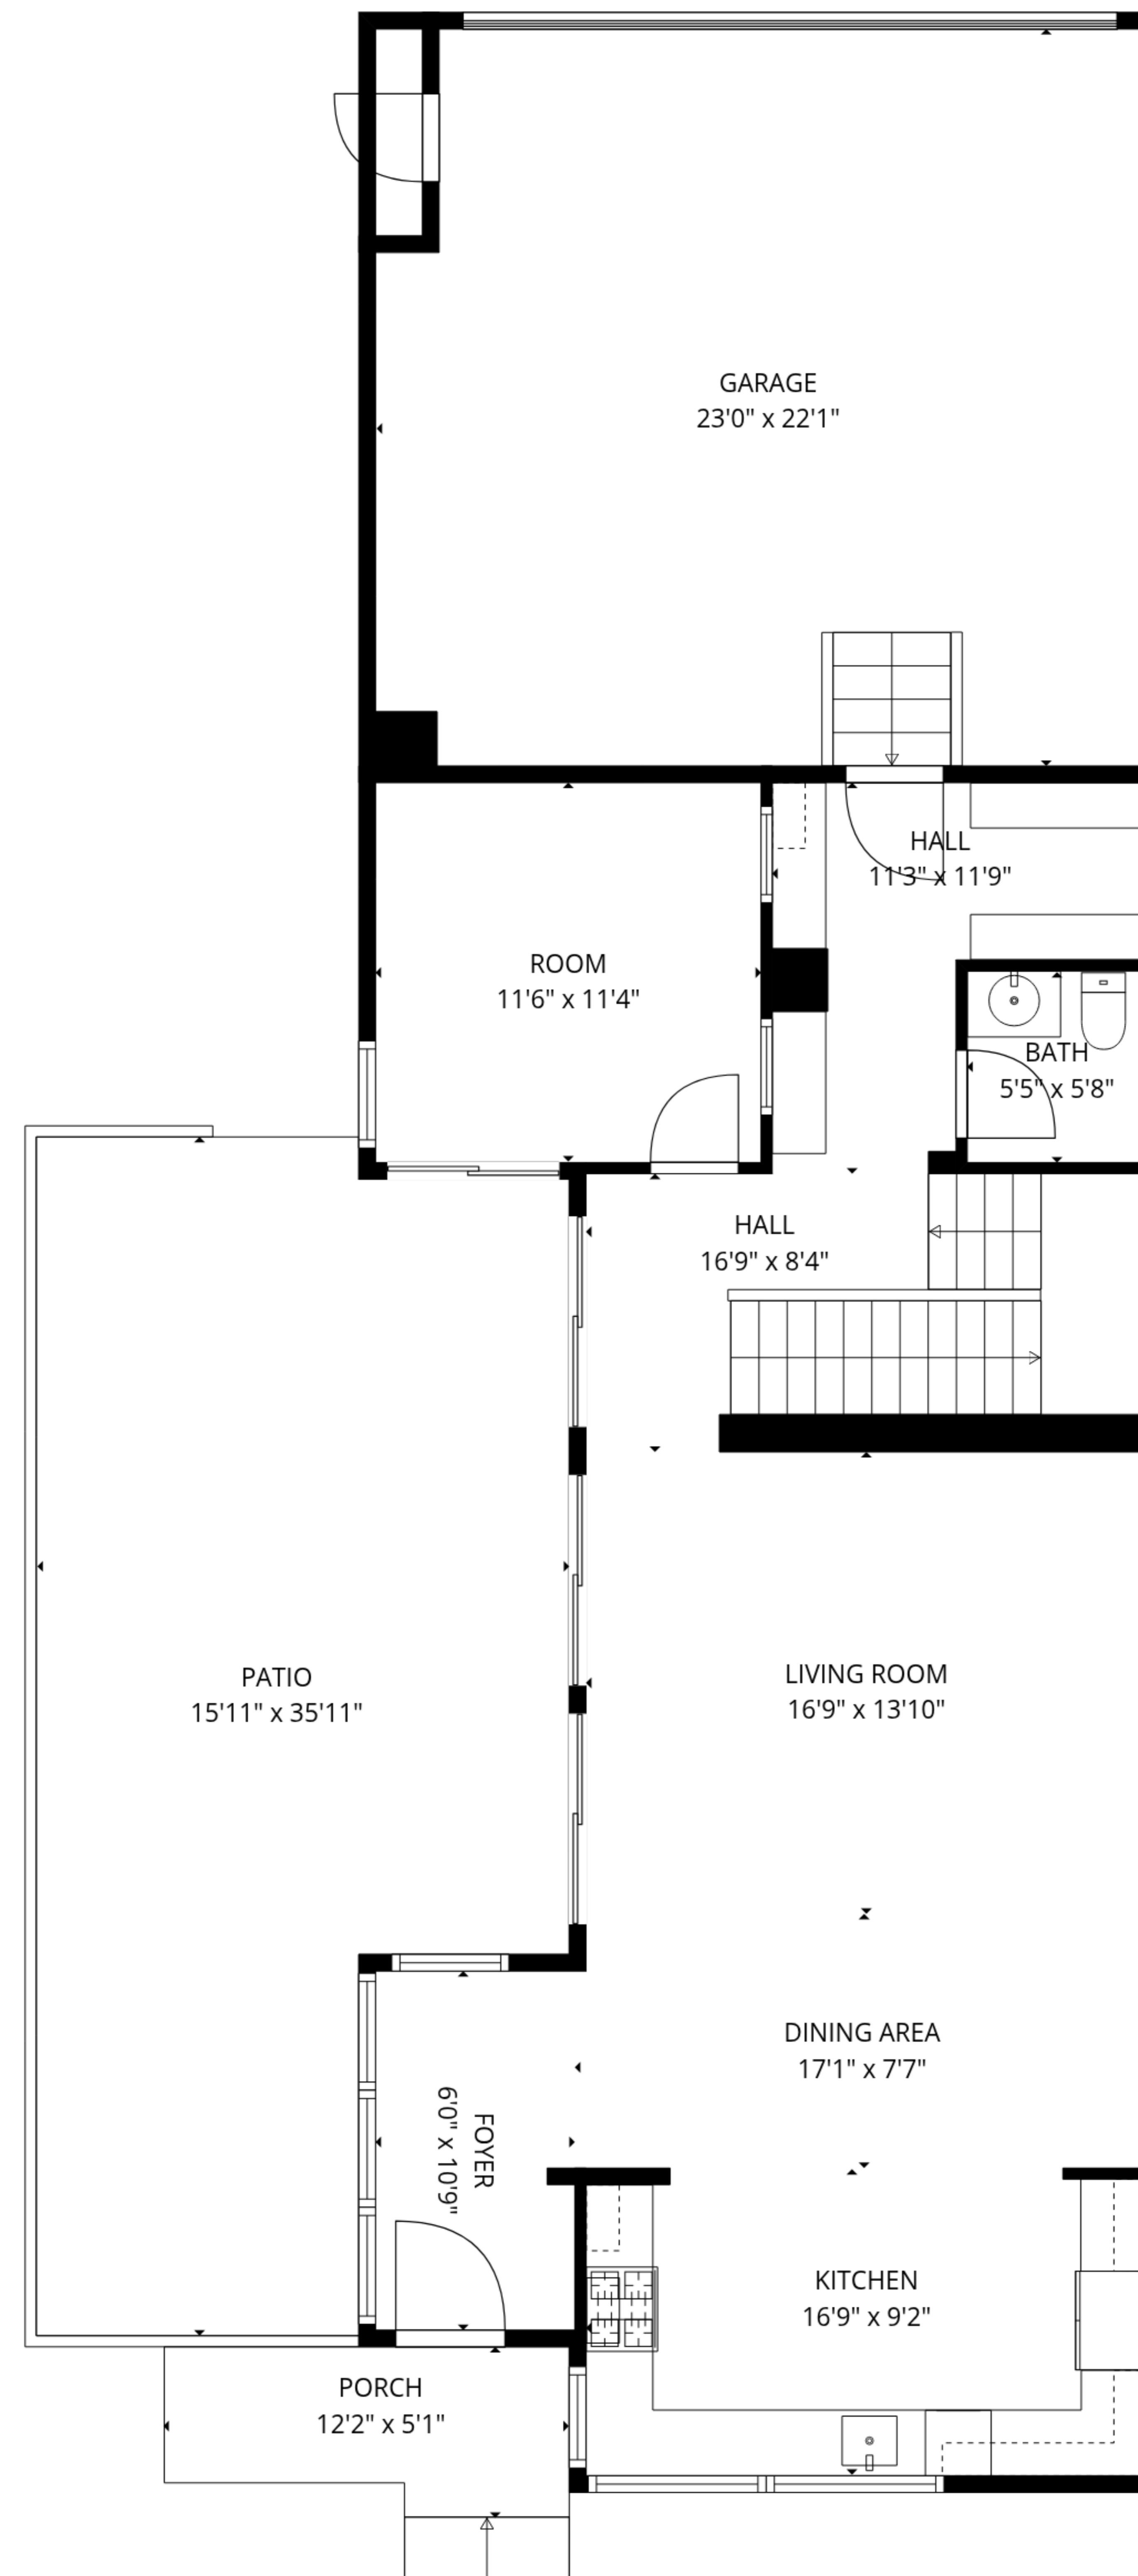 GARAGE
23'0" x 22'1"
HALL
11'3" x 11'9"
ROOM
11'6" x 11'4"
BATH
5'5" x 5'8"
HALL
16'9" x 8'4"
LIVING ROOM
16'9" x 13'10"
PATIO
15'11" x 35'11"
DINING AREA
17'1" x 7'7"
FOYER
6'0" x 10'9"
KITCHEN
16'9" x 9'2"
PORCH
12'2" x 5'1"